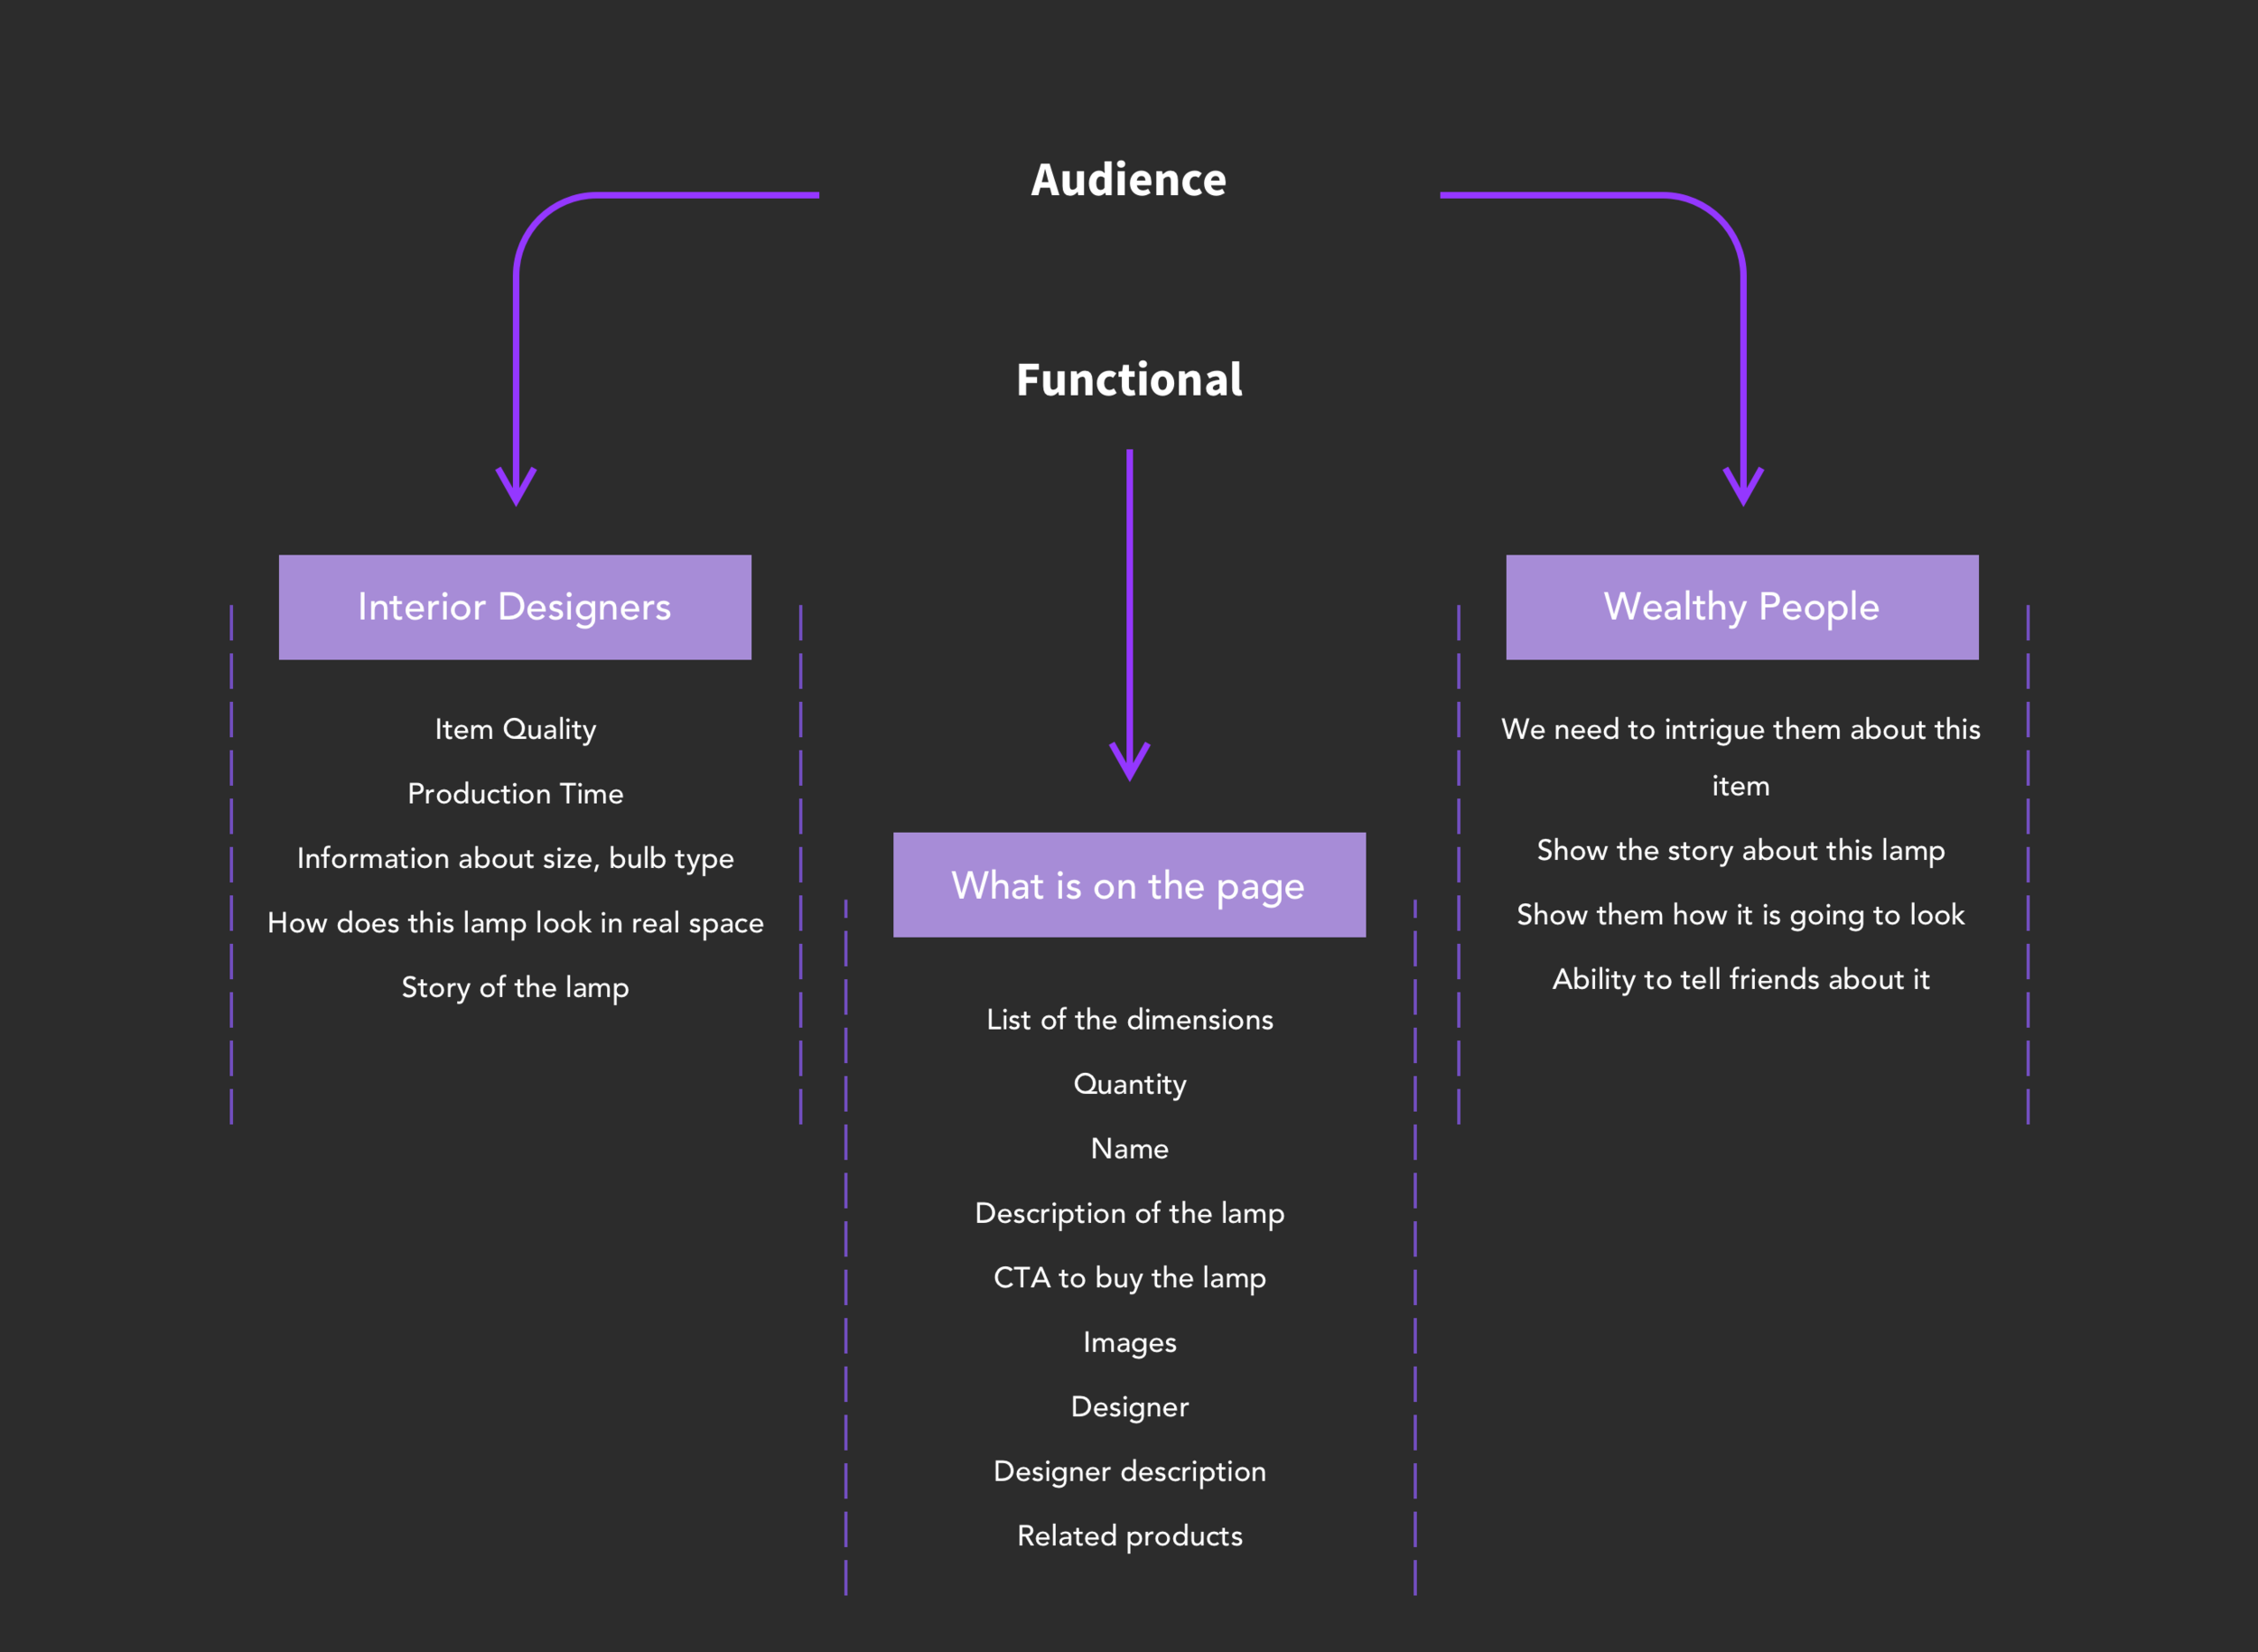 Audience
Functional
Interior Designers
Item Quality
Production Time
Information about size, bulb type
How does this lamp look in real space
Story of the lamp
What is on the page
List of the dimensions
Quantity
Name
Description of the lamp
CTA to buy the lamp
Images
Designer
Designer description
Related products
Wealthy People
We need to intrigue them about this
item
Show the story about this lamp
Show them how it is going to look
Ability to tell friends about it